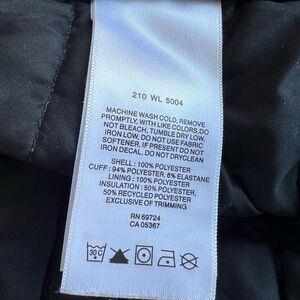 210 WL 5004
MACHINE WASH COLD, REMOVE
PROMPTLY, WITH LIKE COLORS,DO
NOT BLEACH, TUMBLE DRY LOW,
IRON LOW, DO NOT USE FABRIC
SOFTENER, IF PRESENT DO NOT
IRON DECAL, DO NOT DRYCLEAN
SHELL : 100% POLYESTER
CUFF : 94% POLYESTER, 6% ELASTANE
LINING : 100% POLYESTER
INSULATION : 50% POLYESTER,
50% RECYCLED POLYESTER
EXCLUSIVE OF TRIMMING
RN 69724
CA 05367
30 C